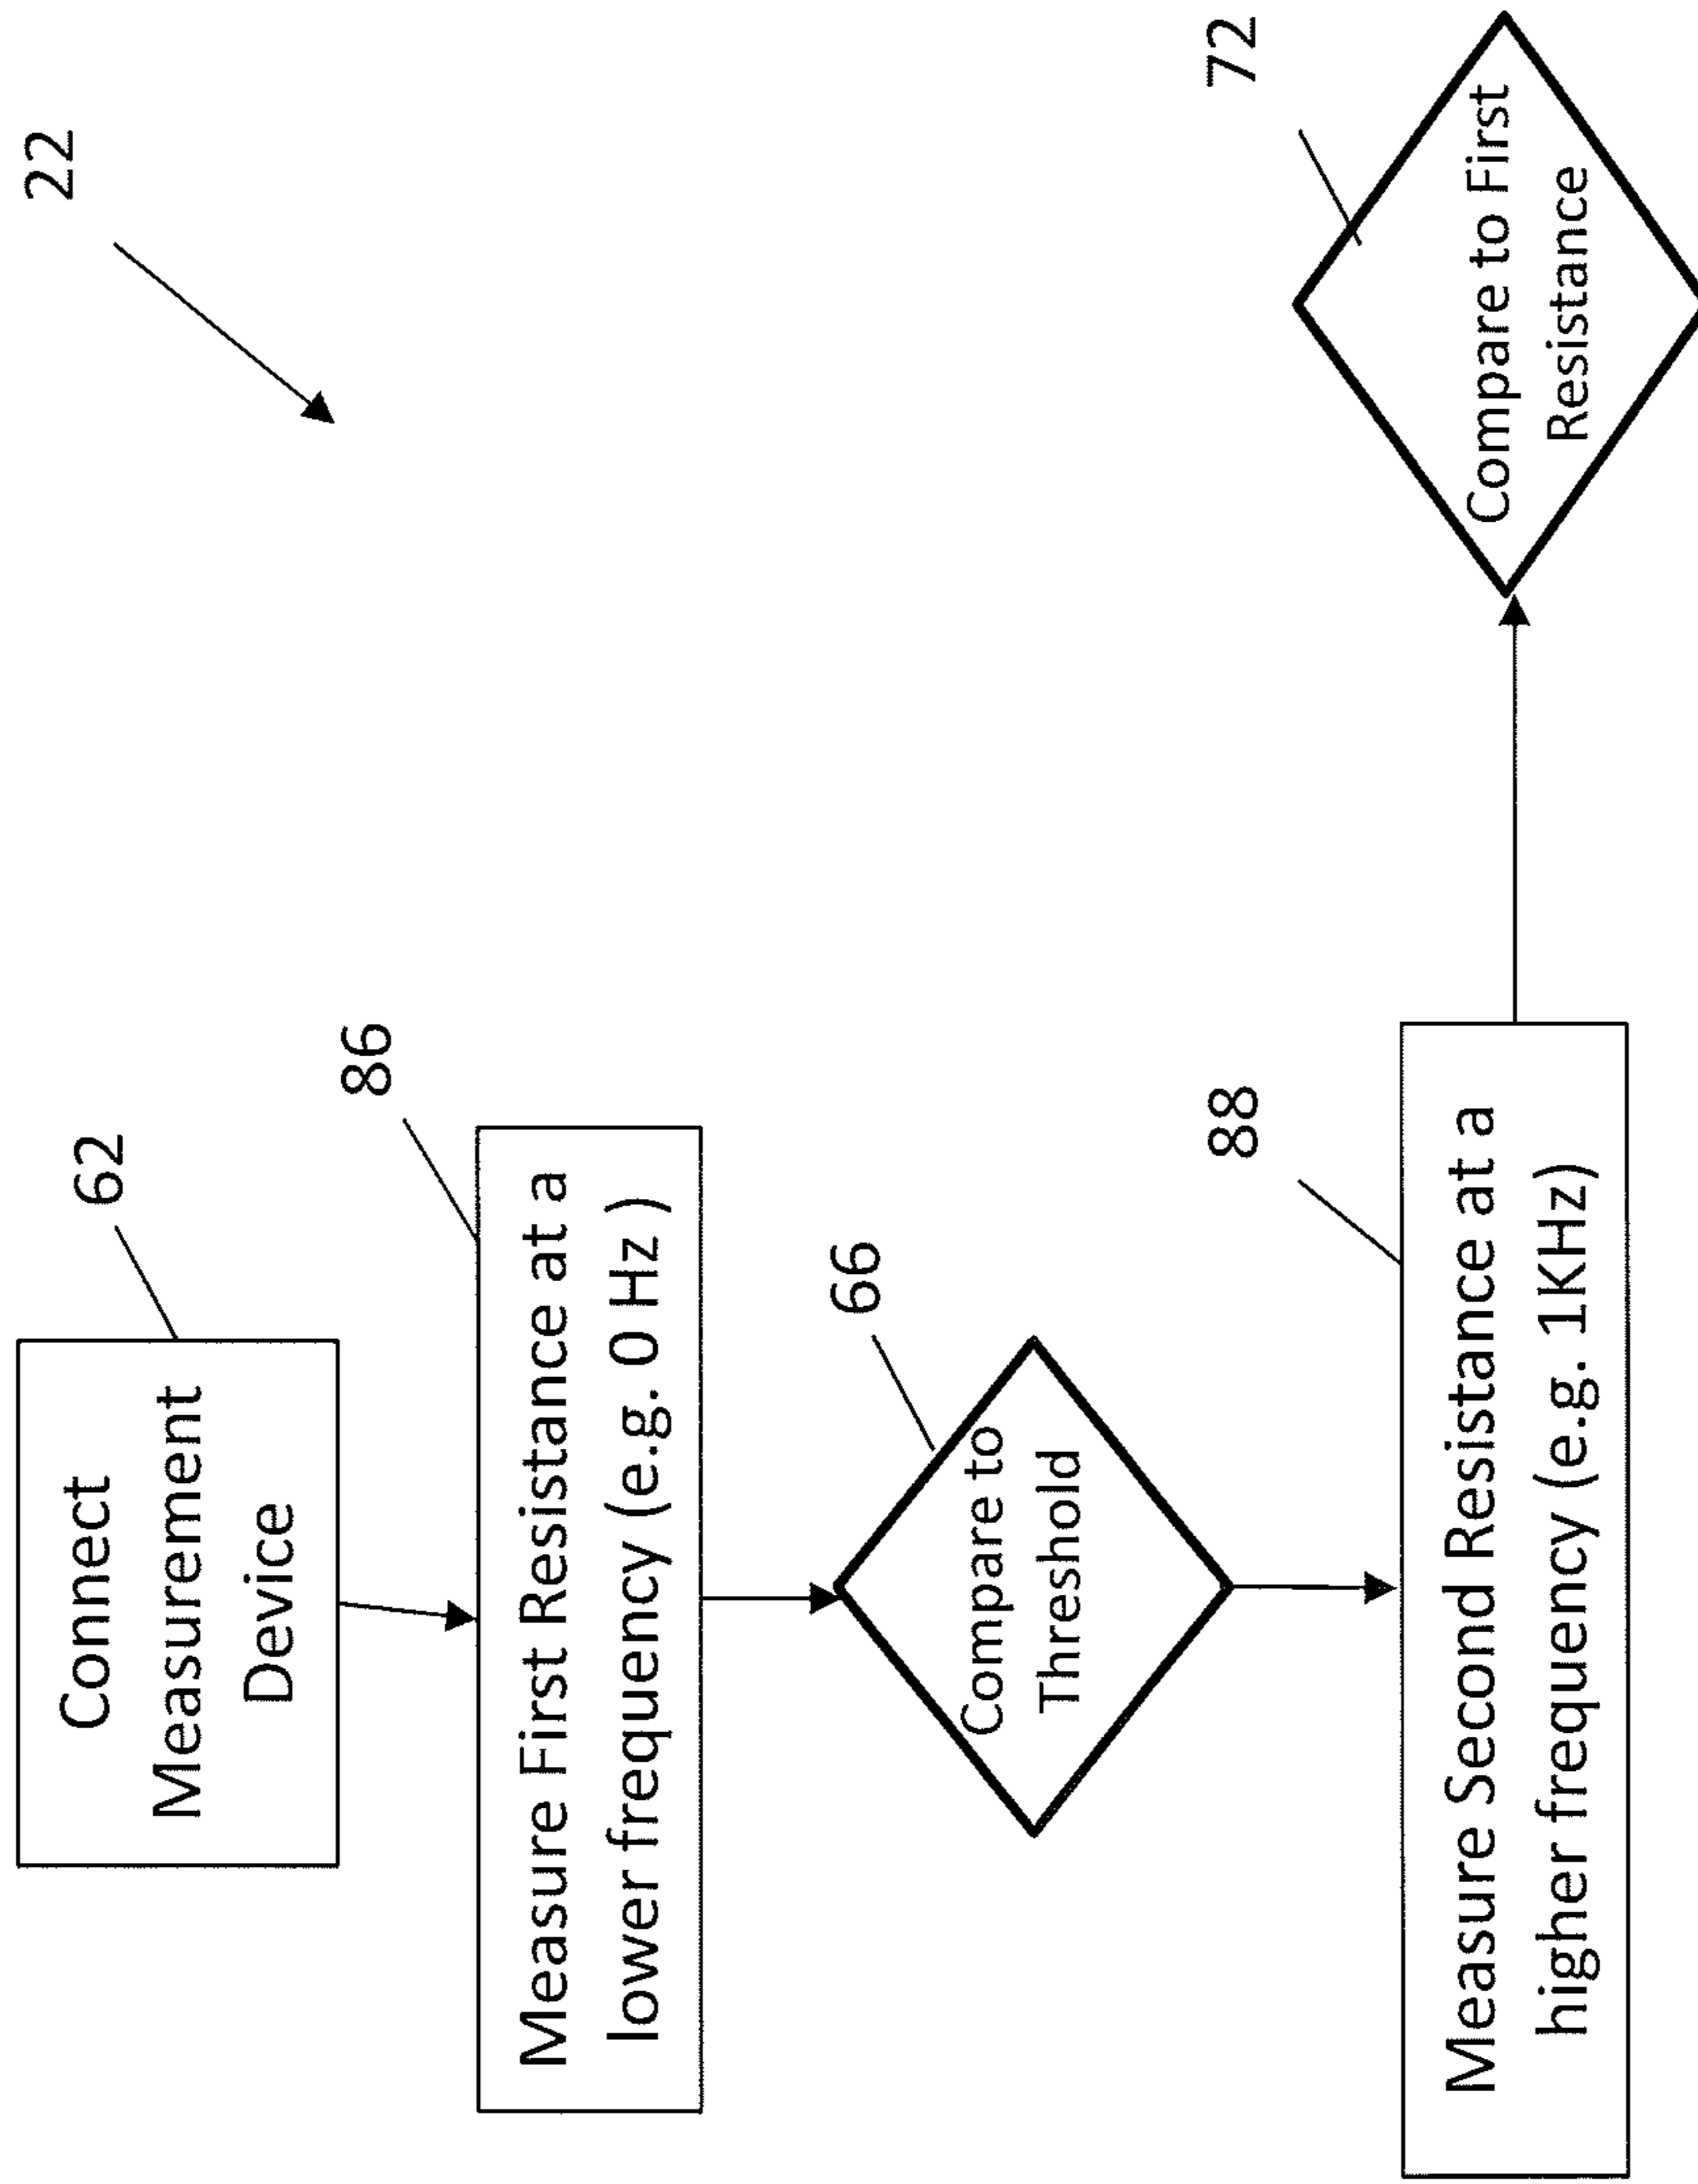 22
Connect
Measurement
Device
62
Measure First Resistance at a
lower frequency (e.g. 0 Hz )
86
Compare to
Threshold
66
Measure Second Resistance at a
higher frequency (e.g. 1KHz)
88
Compare to First
Resistance
72